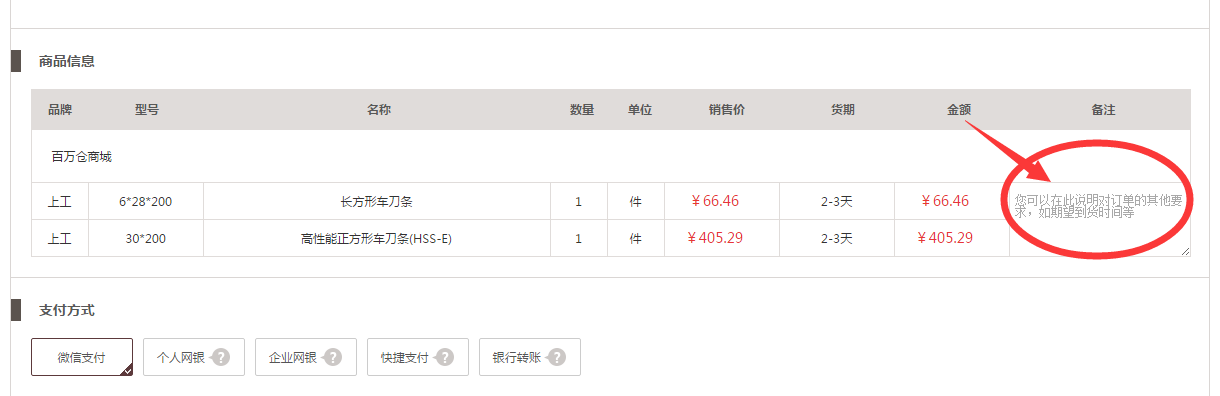 商品信息
品牌 型号 名称 数量 单位 销售价 货期 金额 备注
百万仓商城
上工 6*28*200 长方形车刀条 1 件 ￥66.46 2-3天 ￥66.46
您可以在此说明对订单的其他要
求，如期望到货时间等
上工 30*200 高性能正方形车刀条(HSS-E) 1 件 ￥405.29 2-3天 ￥405.29
支付方式
微信支付 个人网银 ? 企业网银 ? 快捷支付 ? 银行转账 ?